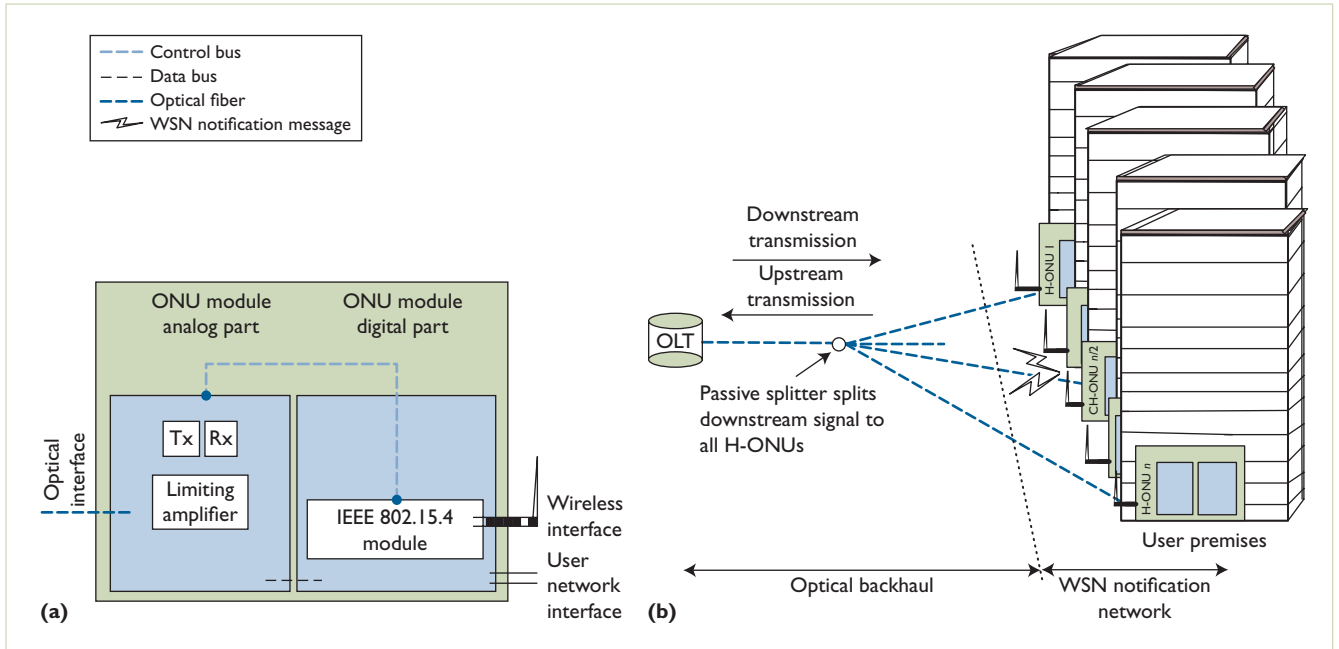 Control bus
Data bus
Optical fiber
WSN notification message
ONU module
analog part
ONU module
digital part
Tx
Rx
Limiting
amplifier
IEEE 802.15.4
module
Optical
interface
Wireless
interface
User
network
interface
(a)
Downstream
transmission
Upstream
transmission
OLT
Passive splitter splits
downstream signal to
all H-ONUs
H-ONU 1
CH-ONU n/2
H-ONU n
User premises
Optical backhaul
WSN notification
network
(b)